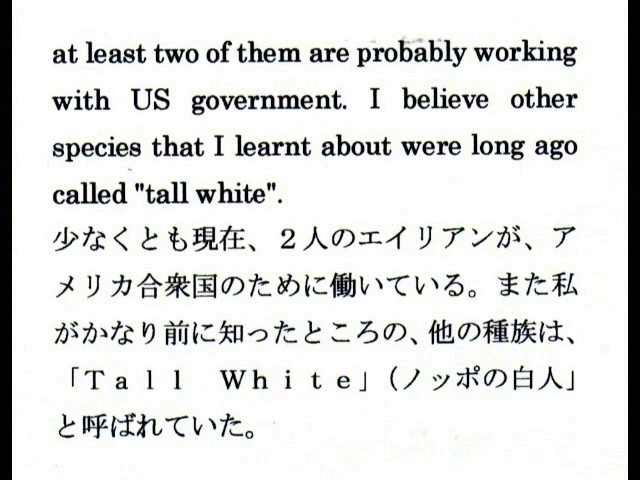 at least two of them are probably working
with US government. I believe other
species that I learnt about were long ago
called "tall white".
少なくとも現在、２人のエイリアンが、ア
メリカ合衆国のために働いている。また私
がかなり前に知ったところの、他の種族は、
「Ｔａｌｌ　Ｗｈｉｔｅ」（ノッポの白人」
と呼ばれていた。